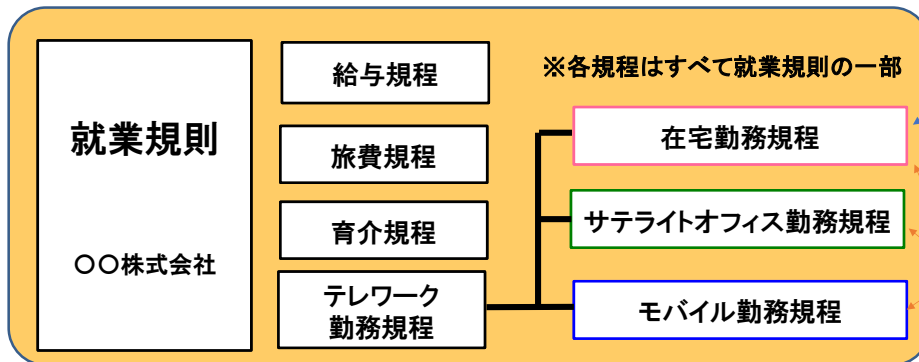 就業規則
〇〇株式会社
給与規程
旅費規程
育介規程
テレワーク
勤務規程
※各規程はすべて就業規則の一部
在宅勤務規程
サテライトオフィス勤務規程
モバイル勤務規程